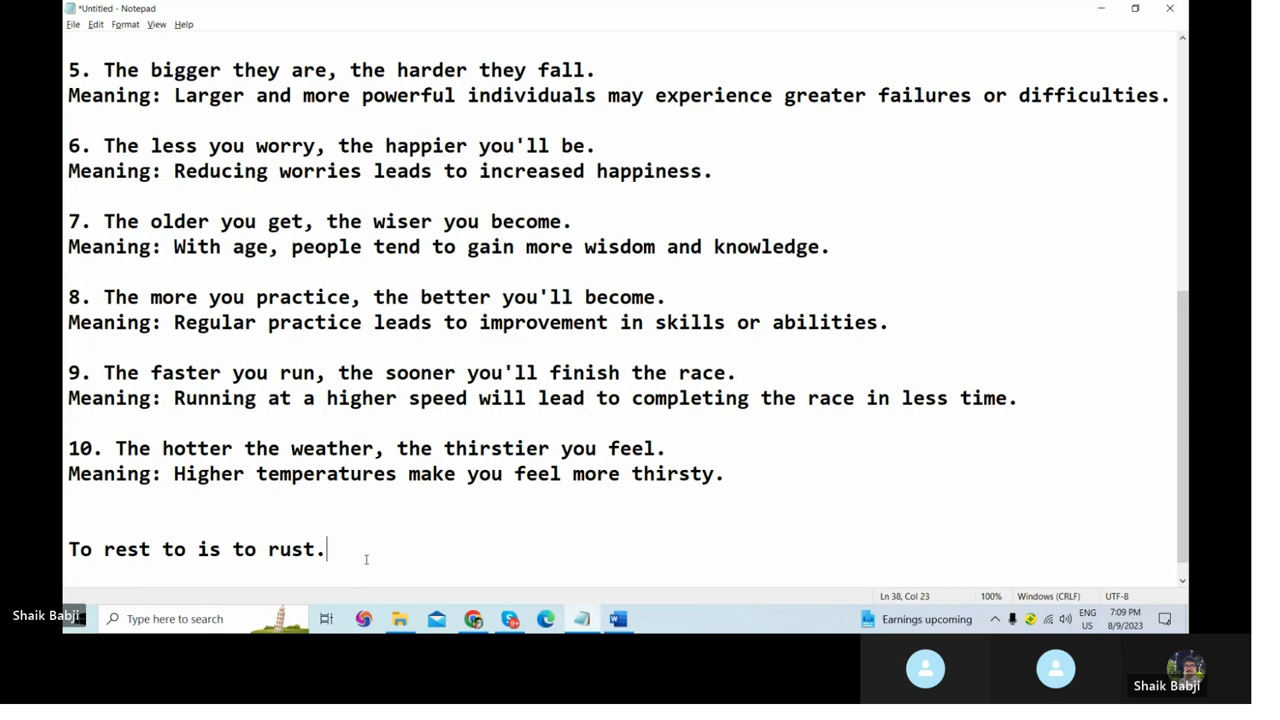 *Untitled - Notepad
File Edit Format View Help
5. The bigger they are, the harder they fall.
Meaning: Larger and more powerful individuals may experience greater failures or difficulties.
6. The less you worry, the happier you'll be.
Meaning: Reducing worries leads to increased happiness.
7. The older you get, the wiser you become.
Meaning: With age, people tend to gain more wisdom and knowledge.
8. The more you practice, the better you'll become.
Meaning: Regular practice leads to improvement in skills or abilities.
9. The faster you run, the sooner you'll finish the race.
Meaning: Running at a higher speed will lead to completing the race in less time.
10. The hotter the weather, the thirstier you feel.
Meaning: Higher temperatures make you feel more thirsty.
To rest to is to rust.
Ln 38, Col 23 100% Windows (CRLF) UTF-8
Shaik Babji
Type here to search
Earnings upcoming
ENG
US
7:09 PM
8/9/2023
Shaik Babji